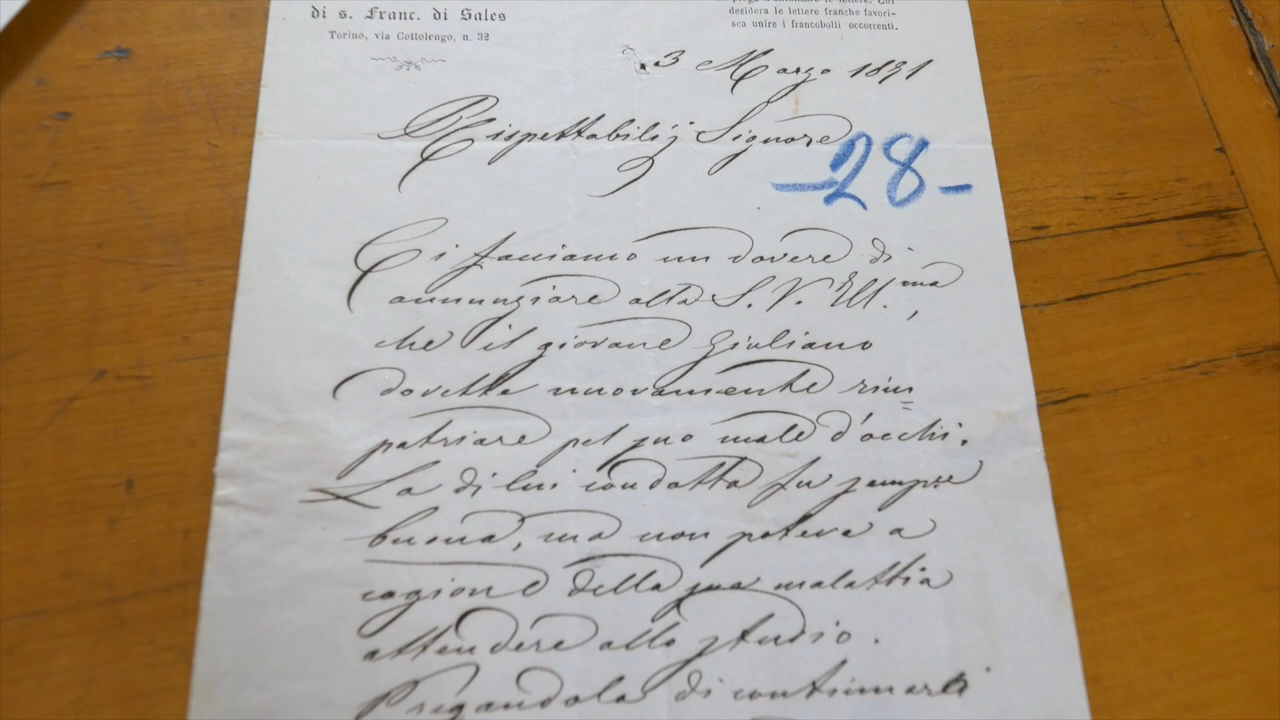 di s. Franc. di Sales
Torino, via Cottolengo, n. 32
desidera le lettere franche favori-
sca unire i francobolli occorrenti.
3 Marzo 1891
Rispettabilij Signore
-28-
Ci facciamo un dovere di
annunziare alla S. V. Ill.ma,
che il giovane Giuliano
dovette nuovamente rim=
patriare pel suo male d'occhi.
La di lui condotta fu sempre
buona, ma non poteva a
cagione della sua malattia
attendere allo studio.
Pregandola di continuarci